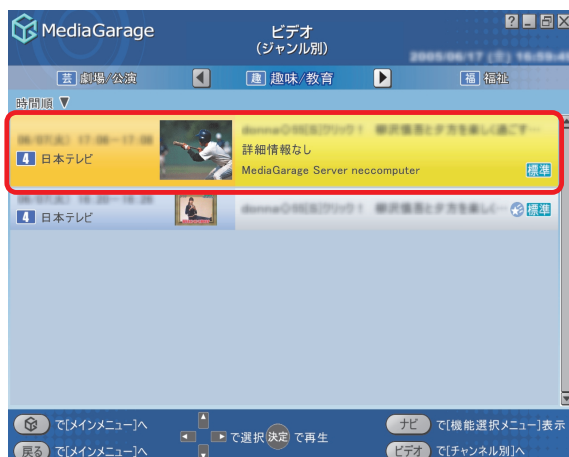 MediaGarage
ビデオ
(ジャンル別)
芸 劇場/公演
趣 趣味/教育
福 福祉
時間順
詳細情報なし
4 日本テレビ
MediaGarage Server neccomputer
標準
4 日本テレビ
標準
で[メインメニュー]へ
で選択 決定 で再生
ナビ で[機能選択メニュー]表示
戻る で[メインメニュー]へ
ビデオ で[チャンネル別]へ